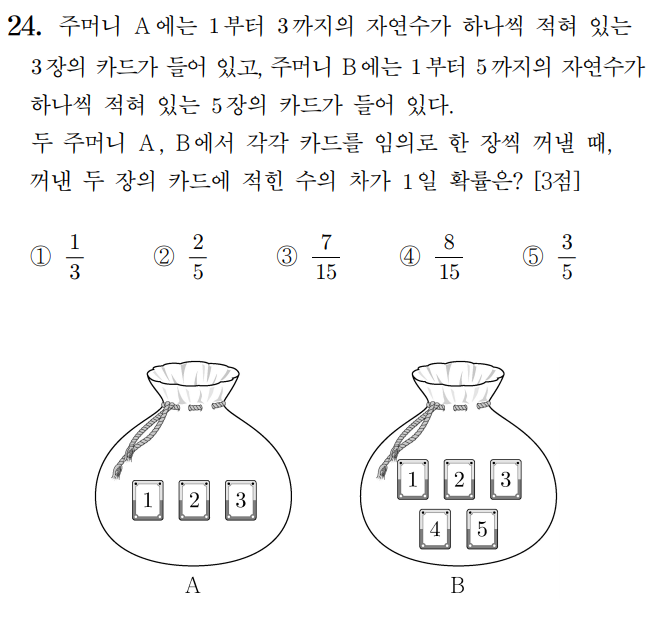 24. 주머니 A에는 1부터 3까지의 자연수가 하나씩 적혀 있는
3장의 카드가 들어 있고, 주머니 B에는 1부터 5까지의 자연수가
하나씩 적혀 있는 5장의 카드가 들어 있다.
두 주머니 A, B에서 각각 카드를 임의로 한 장씩 꺼낼 때,
꺼낸 두 장의 카드에 적힌 수의 차가 1일 확률은? [3점]
① 1/3 ② 2/5 ③ 7/15 ④ 8/15 ⑤ 3/5
1 2 3
A
1 2 3
4 5
B